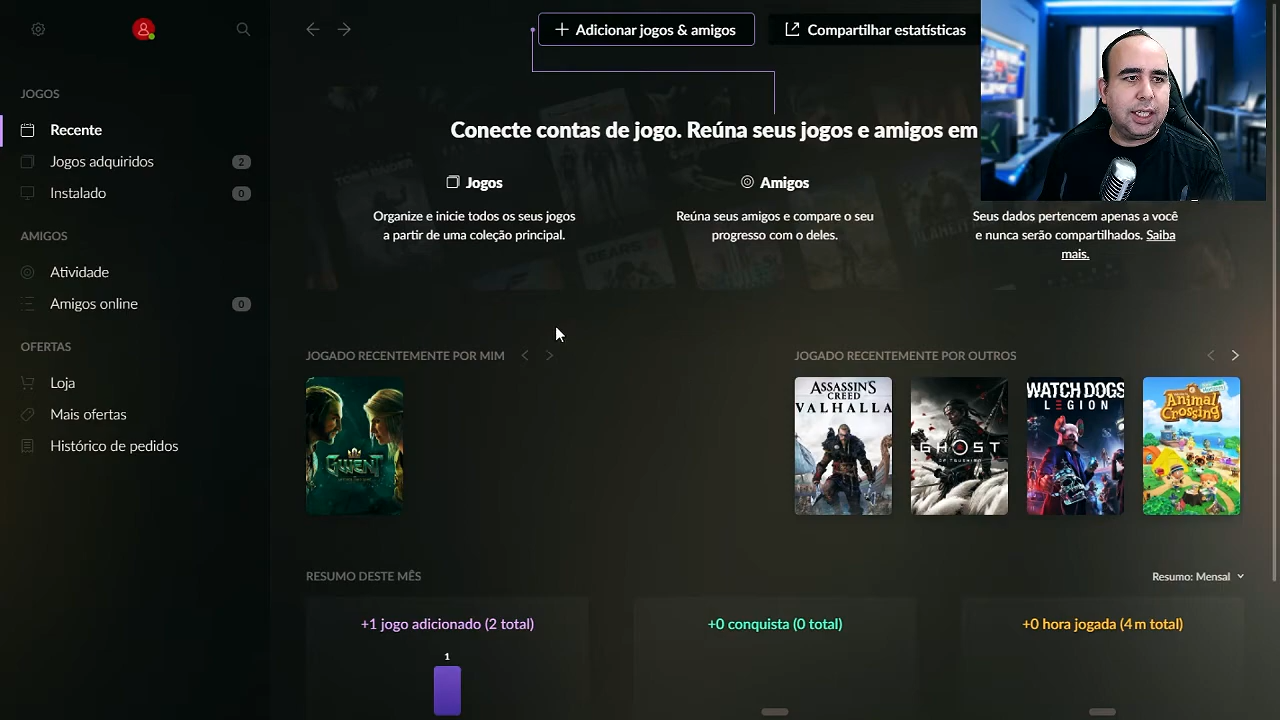 Adicionar jogos & amigos
Compartilhar estatísticas
JOGOS
Recente
Jogos adquiridos 2
Instalado 0
AMIGOS
Atividade
Amigos online 0
OFERTAS
Loja
Mais ofertas
Histórico de pedidos
Conecte contas de jogo. Reúna seus jogos e amigos em
Jogos
Organize e inicie todos os seus jogos
a partir de uma coleção principal.
Amigos
Reúna seus amigos e compare o seu
progresso com o deles.
Seus dados pertencem apenas a você
e nunca serão compartilhados. Saiba
mais.
JOGADO RECENTEMENTE POR MIM
GWENT
JOGADO RECENTEMENTE POR OUTROS
ASSASSIN'S
CREED
VALHALLA
GHOST
OF TSUSHIMA
WATCH DOGS
LEGION
Animal
Crossing
RESUMO DESTE MÊS
Resumo: Mensal
+1 jogo adicionado (2 total)
1
+0 conquista (0 total)
+0 hora jogada (4 m total)